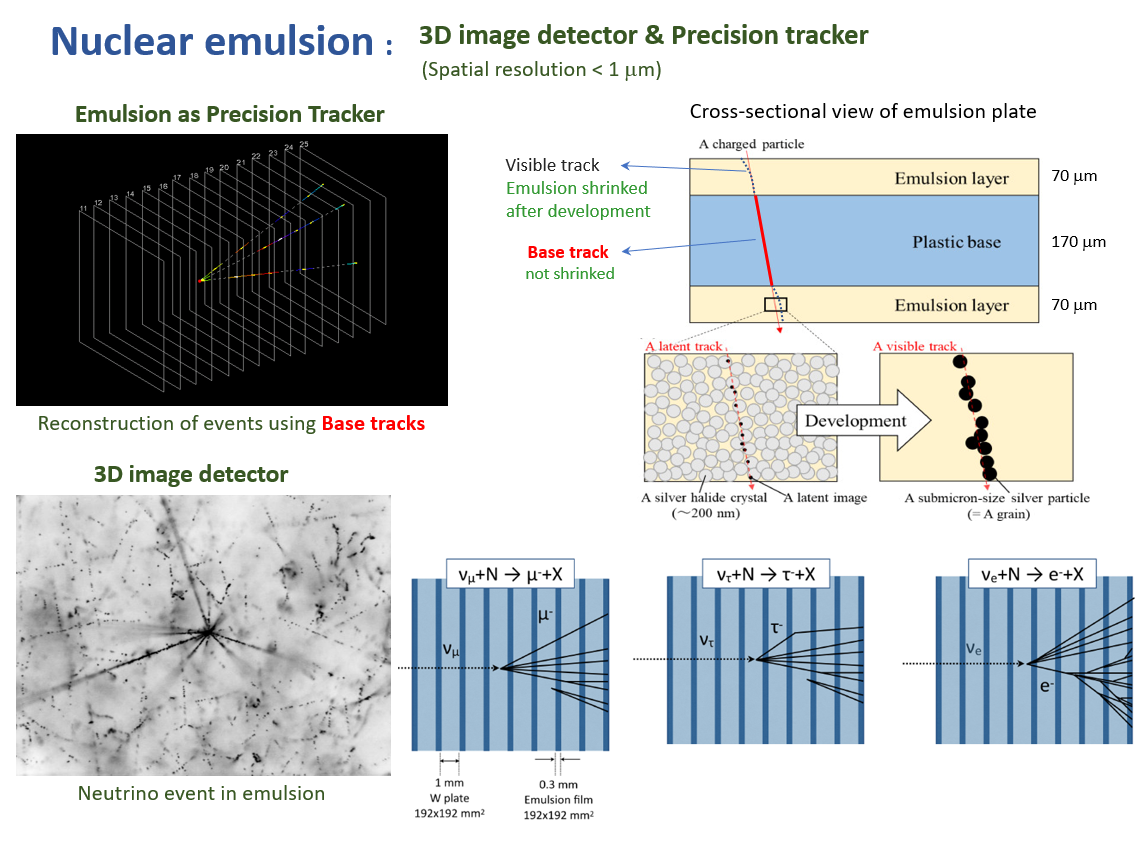 Nuclear emulsion :
3D image detector & Precision tracker
(Spatial resolution < 1 μm)
Emulsion as Precision Tracker
11 12 13 14 15 16 17 18 19 20 21 22 23 24 25
Reconstruction of events using Base tracks
Cross-sectional view of emulsion plate
A charged particle
Visible track
Emulsion shrinked
after development
Base track
not shrinked
Emulsion layer
70 μm
Plastic base
170 μm
Emulsion layer
70 μm
A latent track
A visible track
Development
A silver halide crystal
(~200 nm)
A latent image
A submicron-size silver particle
(= A grain)
3D image detector
Neutrino event in emulsion
νμ+N → μ-+X
μ-
νμ
1 mm
W plate
192x192 mm²
0.3 mm
Emulsion film
192x192 mm²
ντ+N → τ-+X
τ-
ντ
νe+N → e-+X
νe
e-